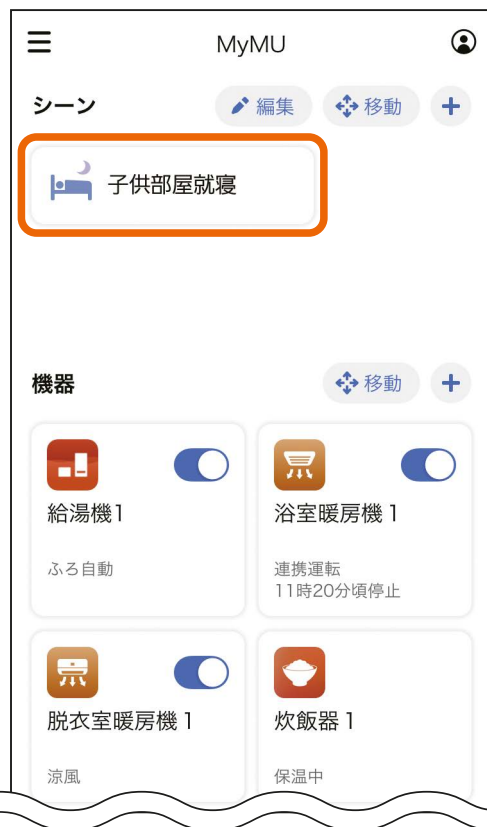 MyMU
シーン
編集
移動
子供部屋就寝
機器
移動
給湯機1
ふろ自動
浴室暖房機 1
連携運転
11時20分頃停止
脱衣室暖房機 1
涼風
炊飯器 1
保温中